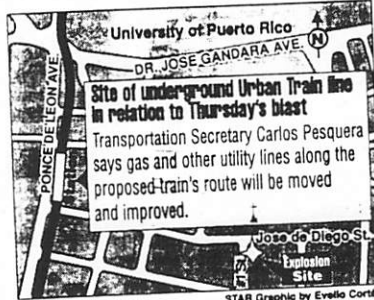 University of Puerto Rico
N
DR. JOSE GANDARA AVE.
PONCE DE LEON AVE.
Site of underground Urban Train line
in relation to Thursday's blast
Transportation Secretary Carlos Pesquera
says gas and other utility lines along the
proposed train's route will be moved
and improved.
Jose de Diego St.
Explosion
Site
STAR Graphic by Evelio Corté